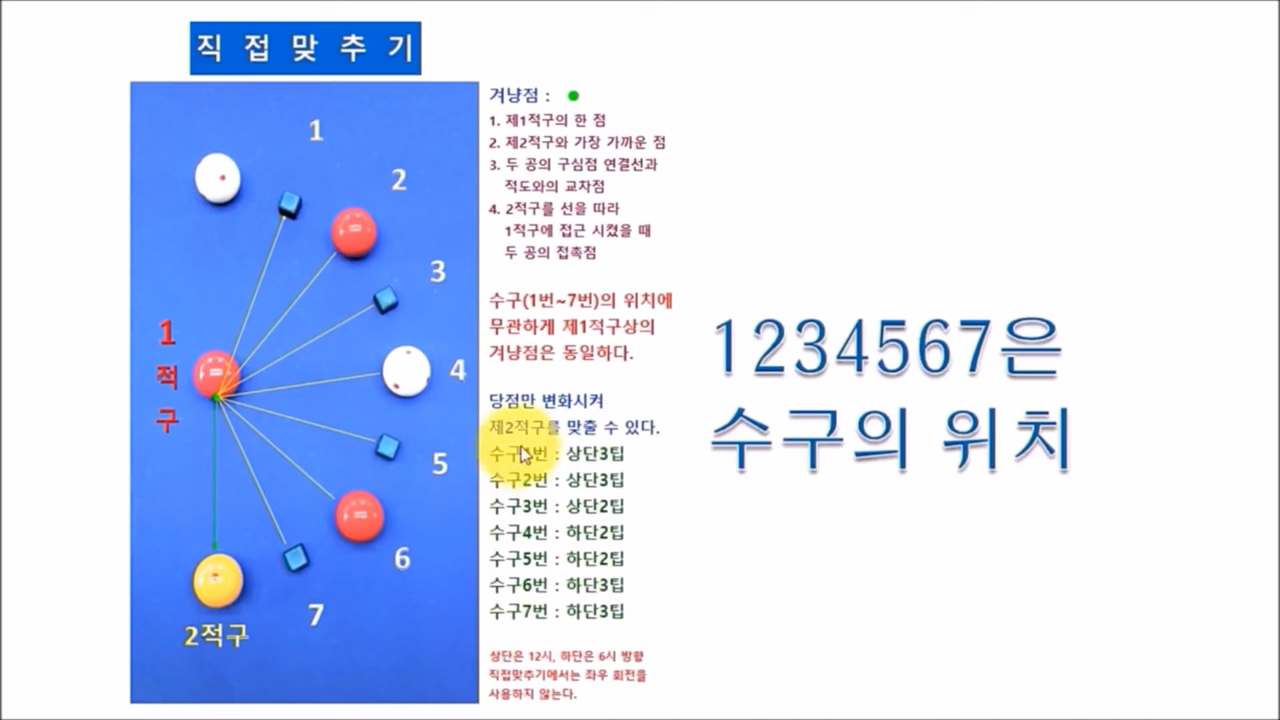 직 접 맞 추 기
1
2
3
1
적
구
4
5
6
7
2적구
겨냥점 :
1. 제1적구의 한 점
2. 제2적구와 가장 가까운 점
3. 두 공의 구심점 연결선과
적도와의 교차점
4. 2적구를 선을 따라
1적구에 접근 시켰을 때
두 공의 접촉점
수구(1번~7번)의 위치에
무관하게 제1적구상의
겨냥점은 동일하다.
당점만 변화시켜
제2적구를 맞출 수 있다.
수구1번 : 상단3팁
수구2번 : 상단3팁
수구3번 : 상단2팁
수구4번 : 하단2팁
수구5번 : 하단2팁
수구6번 : 하단3팁
수구7번 : 하단3팁
상단은 12시, 하단은 6시 방향
직접맞추기에서는 좌우 회전을
사용하지 않는다.
1234567은
수구의 위치